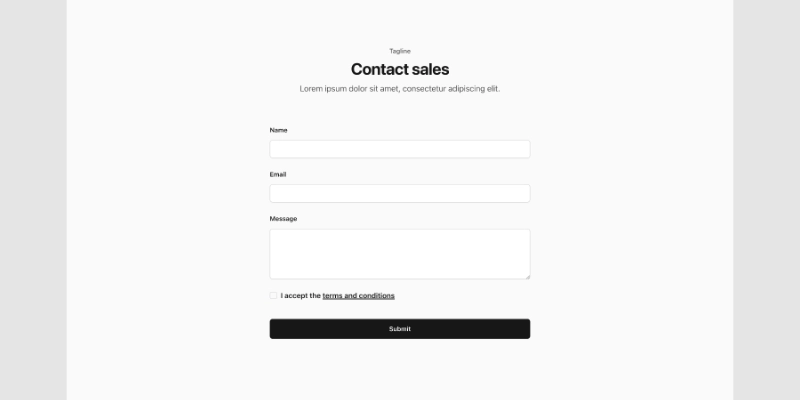 Tagline
Contact sales
Lorem ipsum dolor sit amet, consectetur adipiscing elit.
Name
Email
Message
I accept the terms and conditions
Submit